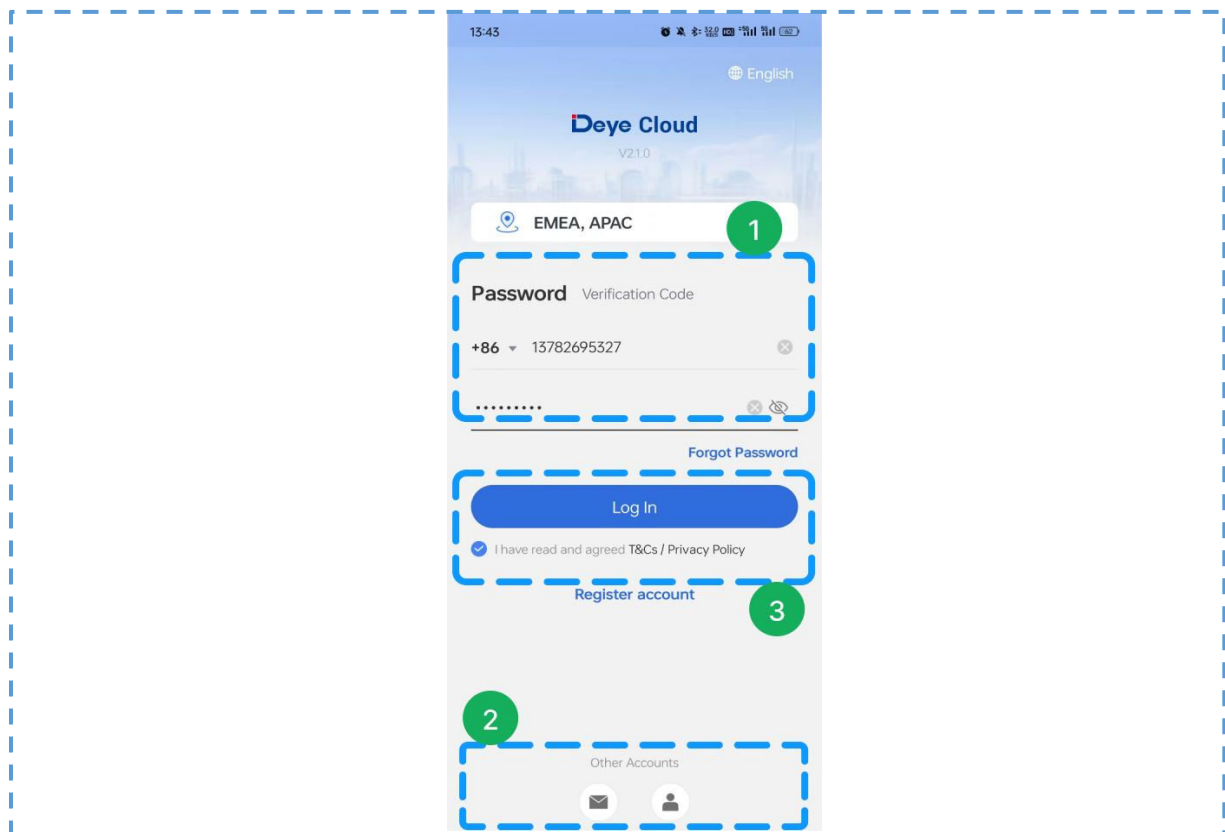 13:43
English
Deye Cloud
V2.1.0
EMEA, APAC
1
Password Verification Code
+86 13782695327
Forgot Password
Log In
I have read and agreed T&Cs / Privacy Policy
Register account
3
2
Other Accounts